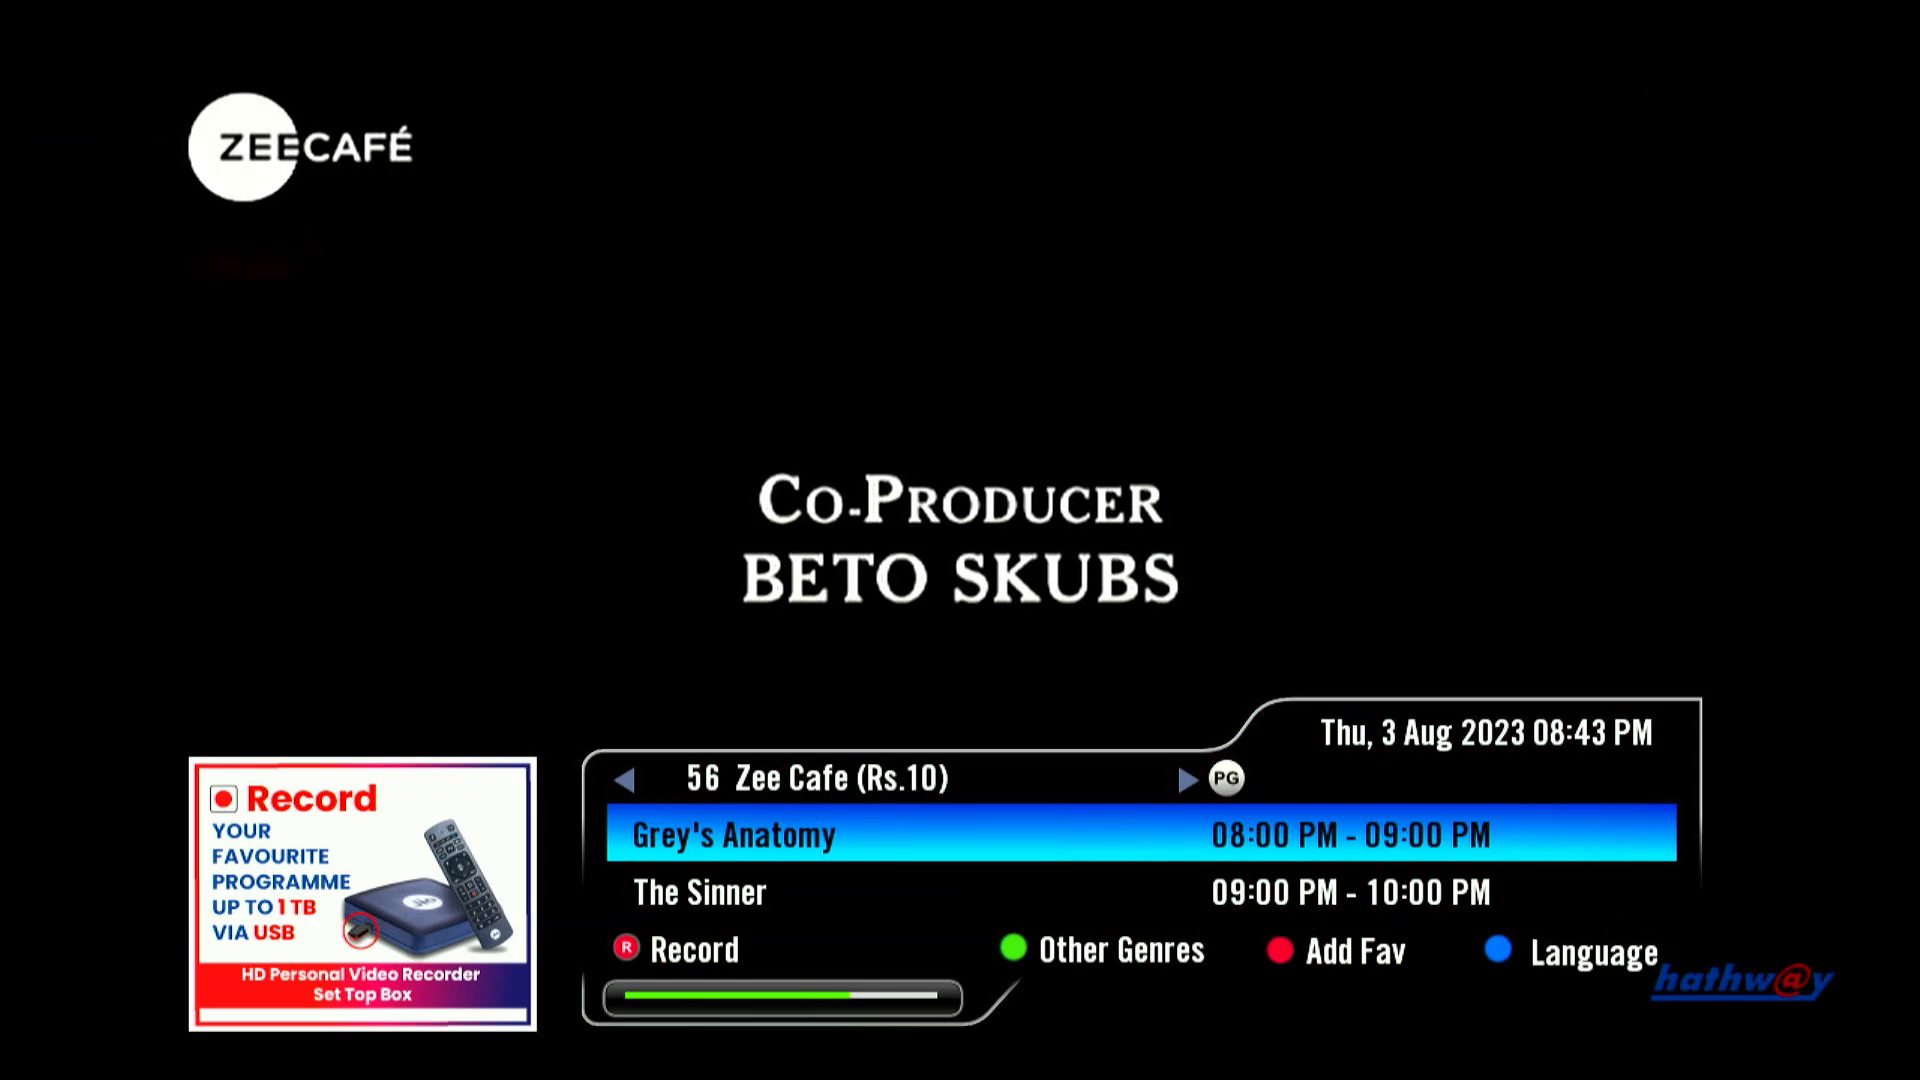 ZEECAFÉ
CO-PRODUCER
BETO SKUBS
Thu, 3 Aug 2023 08:43 PM
56 Zee Cafe (Rs.10)
PG
Grey's Anatomy 08:00 PM - 09:00 PM
The Sinner 09:00 PM - 10:00 PM
R Record Other Genres Add Fav Language
hathw@y
Record
YOUR
FAVOURITE
PROGRAMME
UP TO 1 TB
VIA USB
HD Personal Video Recorder
Set Top Box